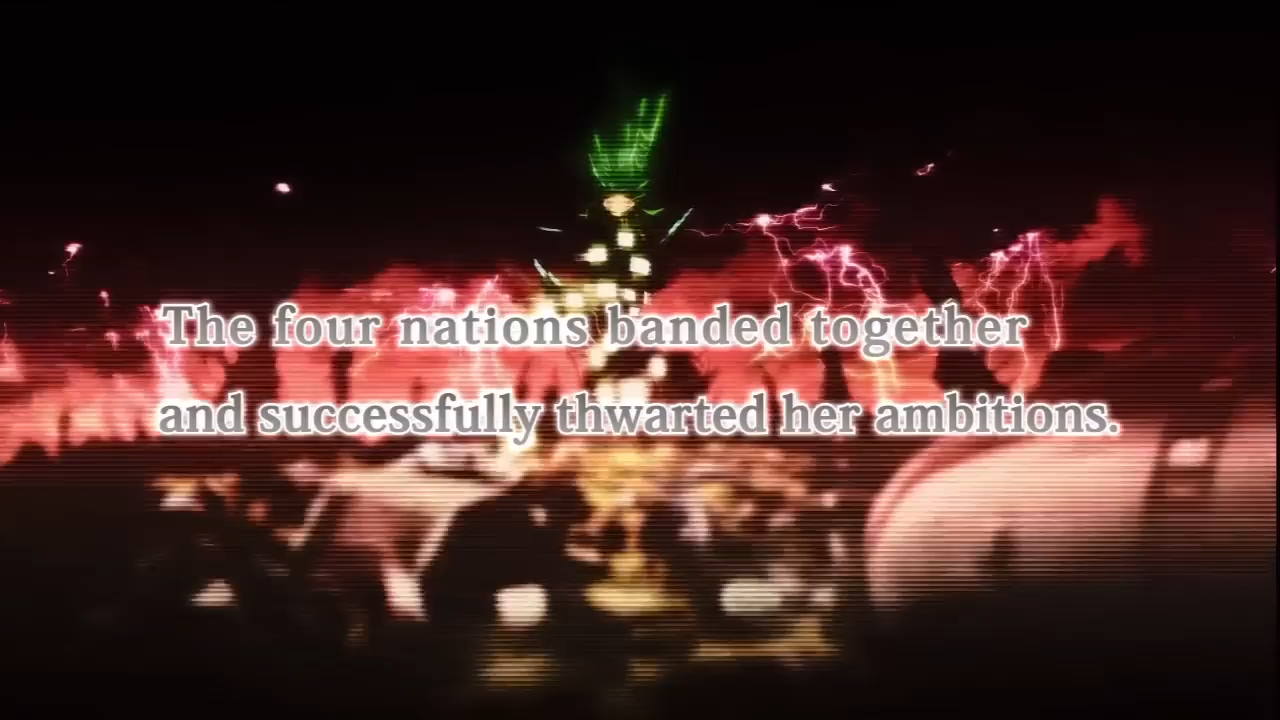 The four nations banded together
and successfully thwarted her ambitions.